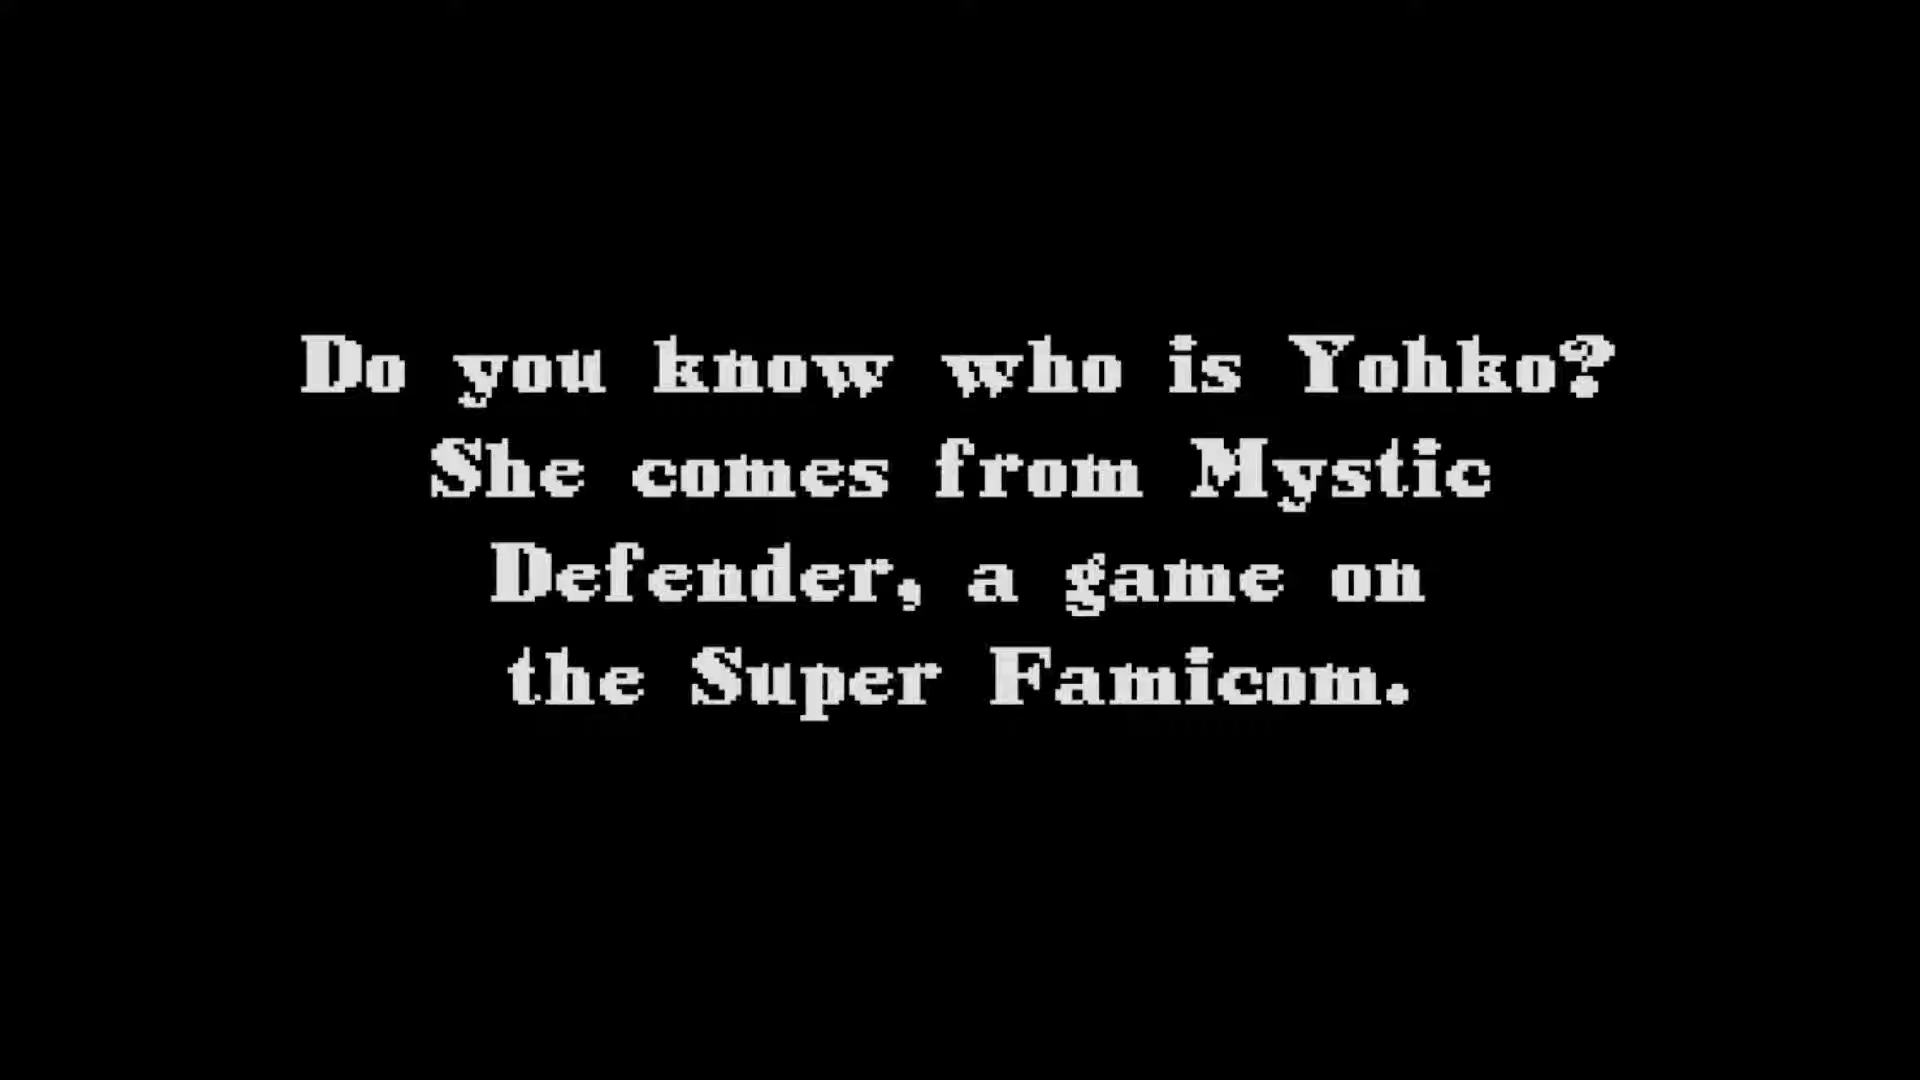 Do you know who is Yohko?
She comes from Mystic
Defender, a game on
the Super Famicom.